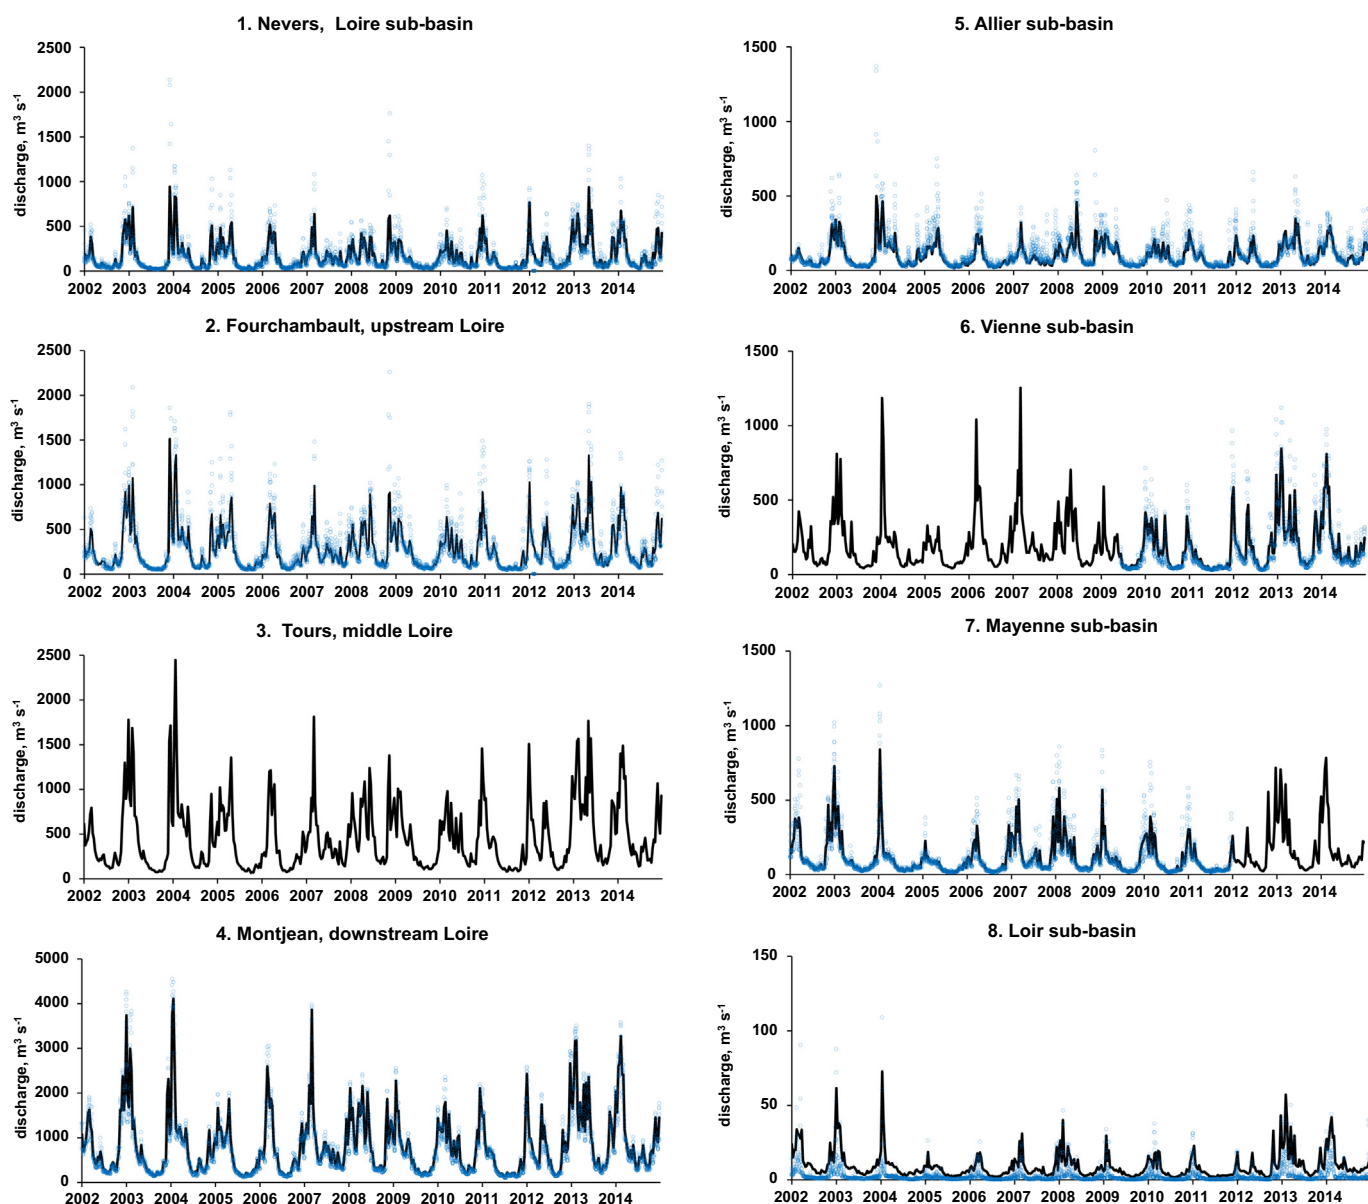 1. Nevers, Loire sub-basin
discharge, m³ s⁻¹
2500
2000
1500
1000
500
0
2002 2003 2004 2005 2006 2007 2008 2009 2010 2011 2012 2013 2014
2. Fourchambault, upstream Loire
discharge, m³ s⁻¹
2500
2000
1500
1000
500
0
2002 2003 2004 2005 2006 2007 2008 2009 2010 2011 2012 2013 2014
3. Tours, middle Loire
discharge, m³ s⁻¹
2500
2000
1500
1000
500
0
2002 2003 2004 2005 2006 2007 2008 2009 2010 2011 2012 2013 2014
4. Montjean, downstream Loire
discharge, m³ s⁻¹
5000
4000
3000
2000
1000
0
2002 2003 2004 2005 2006 2007 2008 2009 2010 2011 2012 2013 2014
5. Allier sub-basin
discharge, m³ s⁻¹
1500
1000
500
0
2002 2003 2004 2005 2006 2007 2008 2009 2010 2011 2012 2013 2014
6. Vienne sub-basin
discharge, m³ s⁻¹
1500
1000
500
0
2002 2003 2004 2005 2006 2007 2008 2009 2010 2011 2012 2013 2014
7. Mayenne sub-basin
discharge, m³ s⁻¹
1500
1000
500
0
2002 2003 2004 2005 2006 2007 2008 2009 2010 2011 2012 2013 2014
8. Loir sub-basin
discharge, m³ s⁻¹
150
100
50
0
2002 2003 2004 2005 2006 2007 2008 2009 2010 2011 2012 2013 2014